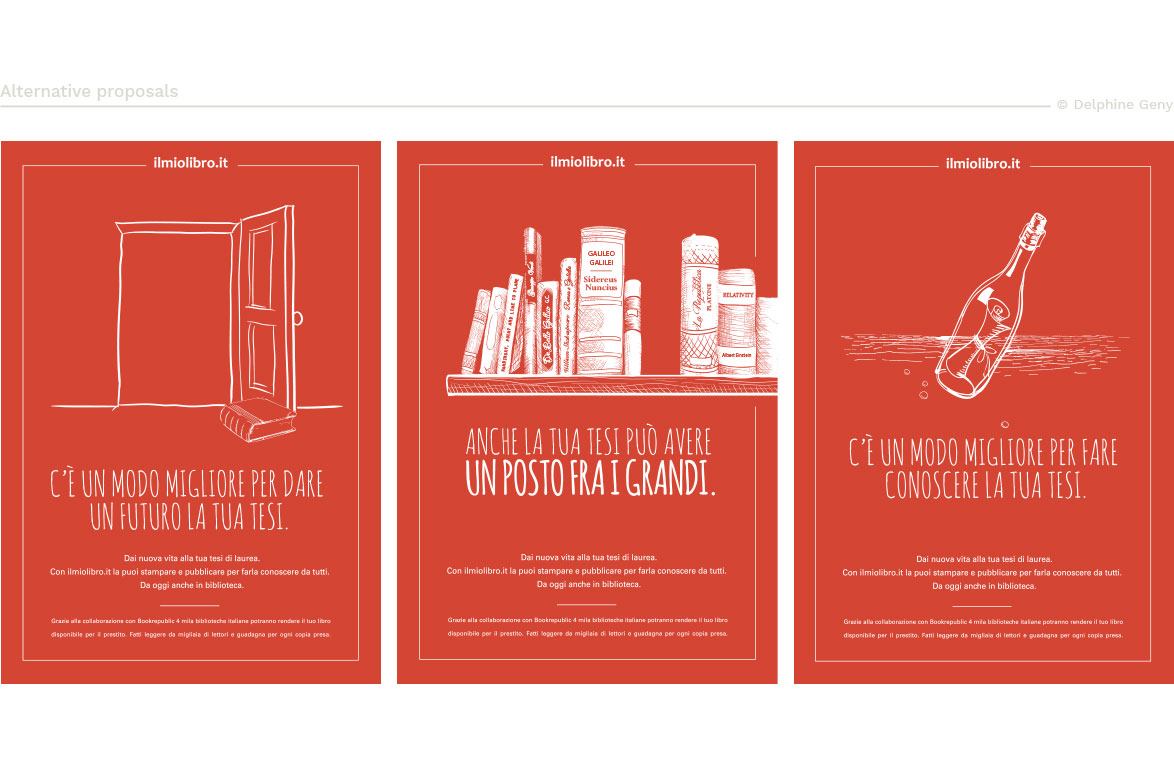 Alternative proposals
© Delphine Geny
ilmiolibro.it
C'È UN MODO MIGLIORE PER DARE
UN FUTURO LA TUA TESI.
Dai nuova vita alla tua tesi di laurea.
Con ilmiolibro.it la puoi stampare e pubblicare per farla conoscere da tutti.
Da oggi anche in biblioteca.
Grazie alla collaborazione con Bookrepublic 4 mila biblioteche italiane potranno rendere il tuo libro
disponibile per il prestito. Fatti leggere da migliaia di lettori e guadagna per ogni copia presa.
ilmiolibro.it
De Bello Gallico
GALILEO
GALILEI
Sidereus
Nuncius
La Repubblica
PLATONE
RELATIVITY
Albert Einstein
ANCHE LA TUA TESI PUÒ AVERE
UN POSTO FRA I GRANDI.
Dai nuova vita alla tua tesi di laurea.
Con ilmiolibro.it la puoi stampare e pubblicare per farla conoscere da tutti.
Da oggi anche in biblioteca.
Grazie alla collaborazione con Bookrepublic 4 mila biblioteche italiane potranno rendere il tuo libro
disponibile per il prestito. Fatti leggere da migliaia di lettori e guadagna per ogni copia presa.
ilmiolibro.it
C'È UN MODO MIGLIORE PER FARE
CONOSCERE LA TUA TESI.
Dai nuova vita alla tua tesi di laurea.
Con ilmiolibro.it la puoi stampare e pubblicare per farla conoscere da tutti.
Da oggi anche in biblioteca.
Grazie alla collaborazione con Bookrepublic 4 mila biblioteche italiane potranno rendere il tuo libro
disponibile per il prestito. Fatti leggere da migliaia di lettori e guadagna per ogni copia presa.